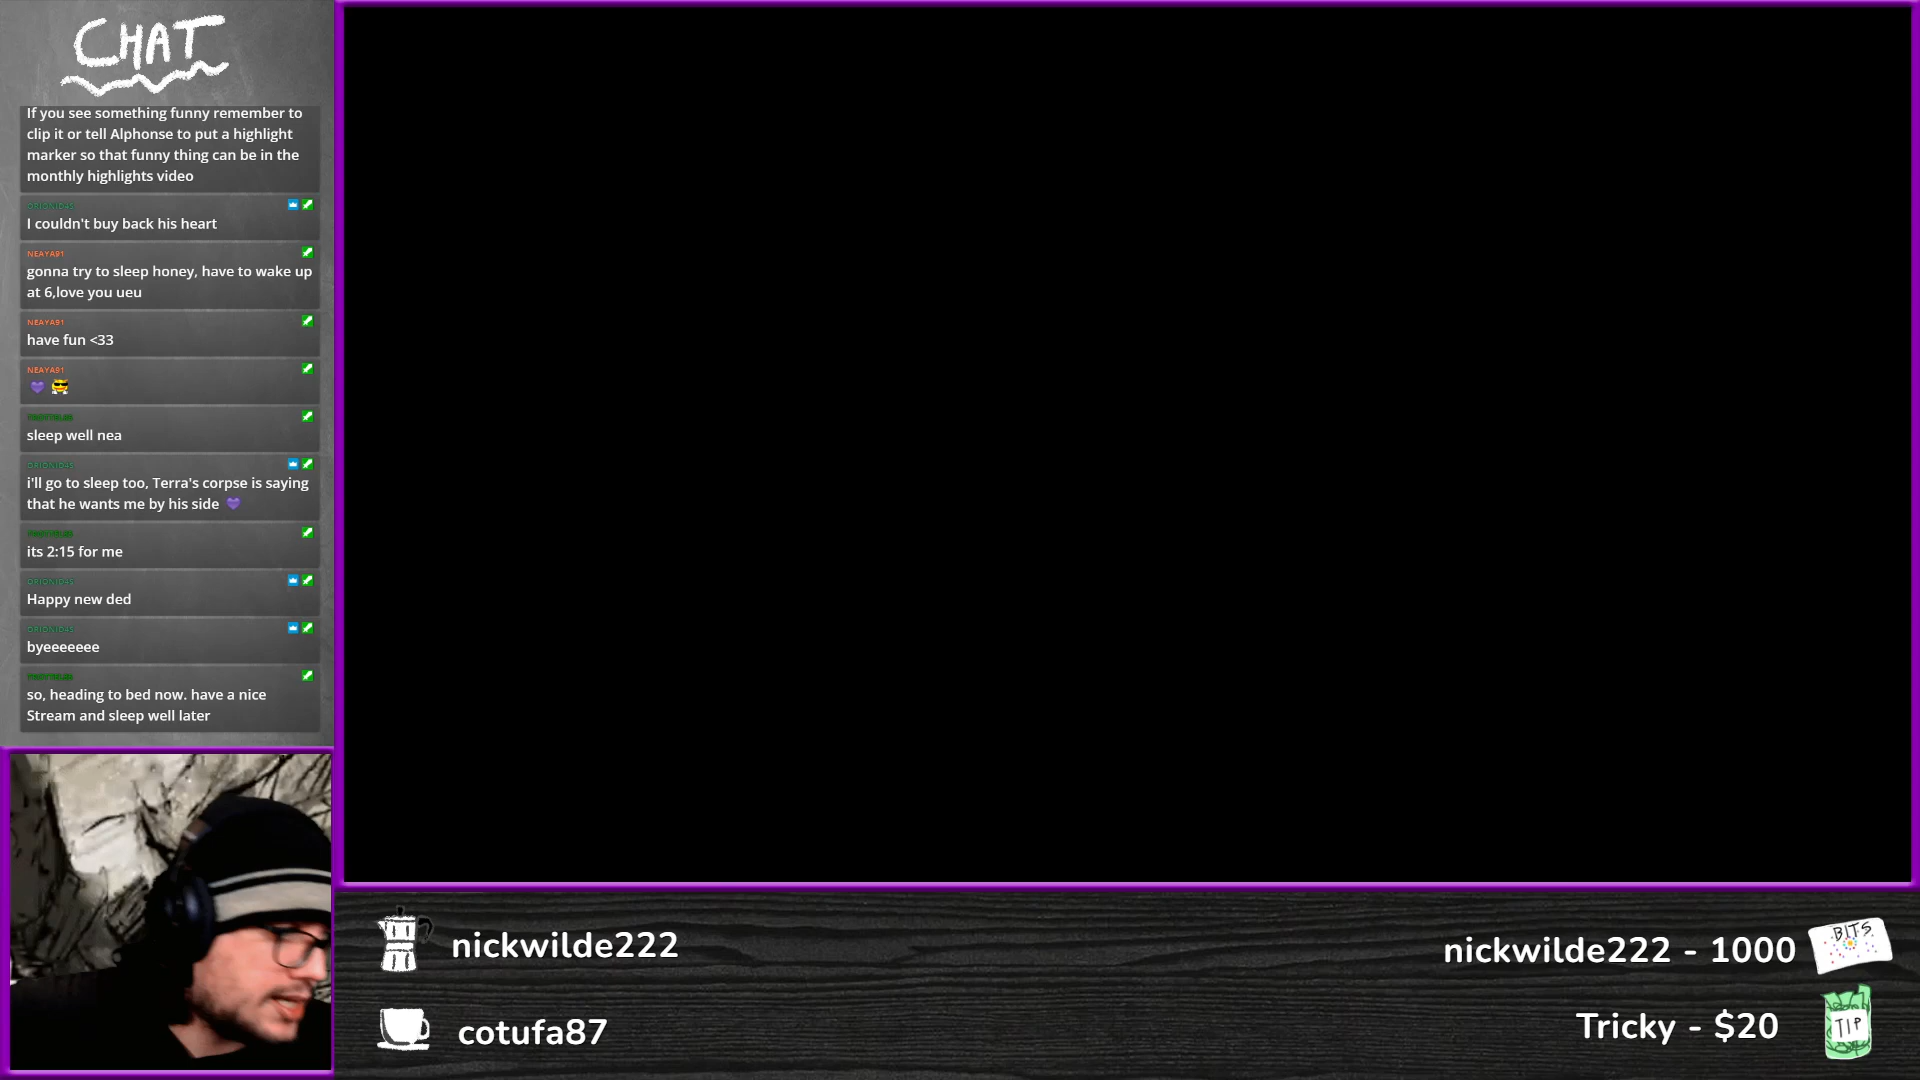 CHAT
If you see something funny remember to
clip it or tell Alphonse to put a highlight
marker so that funny thing can be in the
monthly highlights video
I couldn't buy back his heart
NEAYA91
gonna try to sleep honey, have to wake up
at 6,love you ueu
NEAYA91
have fun <33
NEAYA91
sleep well nea
i'll go to sleep too, Terra's corpse is saying
that he wants me by his side
its 2:15 for me
Happy new ded
byeeeeeee
so, heading to bed now. have a nice
Stream and sleep well later
nickwilde222
cotufa87
nickwilde222 - 1000
BITS
Tricky - $20
TIP